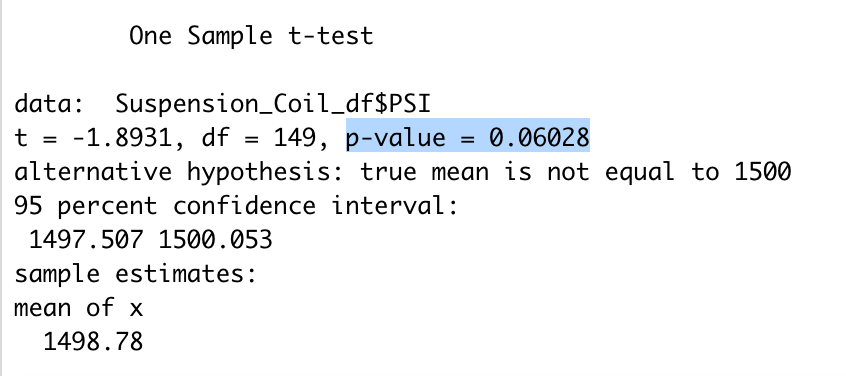 One Sample t-test
data:  Suspension_Coil_df$PSI
t = -1.8931, df = 149, p-value = 0.06028
alternative hypothesis: true mean is not equal to 1500
95 percent confidence interval:
1497.507 1500.053
sample estimates:
mean of x
1498.78